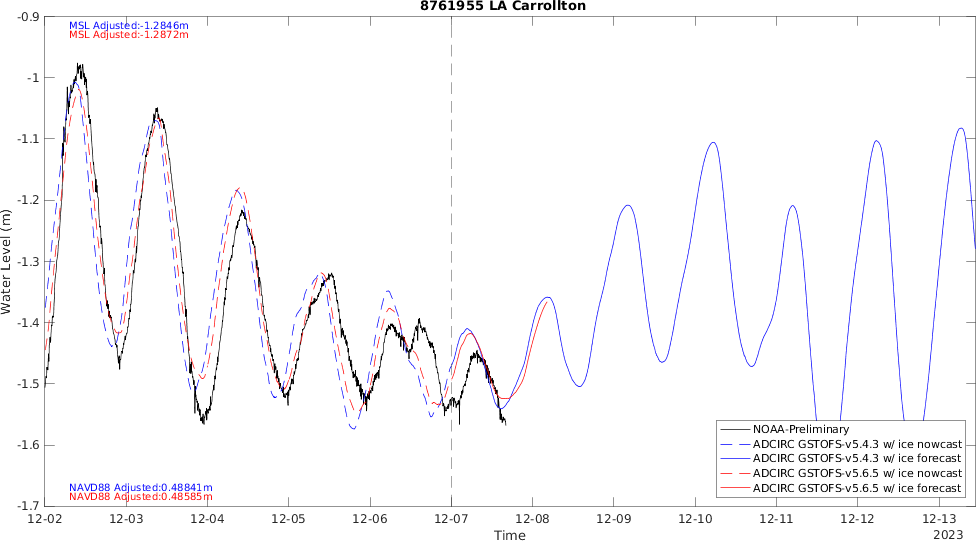 8761955 LA Carrollton
MSL Adjusted:-1.2846m
MSL Adjusted:-1.2872m
-0.9
-1
-1.1
-1.2
-1.3
-1.4
-1.5
-1.6
-1.7
Water Level (m)
NAVD88 Adjusted:0.48841m
NAVD88 Adjusted:0.48585m
NOAA-Preliminary
ADCIRC GSTOFS-v5.4.3 w/ ice nowcast
ADCIRC GSTOFS-v5.4.3 w/ ice forecast
ADCIRC GSTOFS-v5.6.5 w/ ice nowcast
ADCIRC GSTOFS-v5.6.5 w/ ice forecast
12-02 12-03 12-04 12-05 12-06 12-07 12-08 12-09 12-10 12-11 12-12 12-13
Time
2023